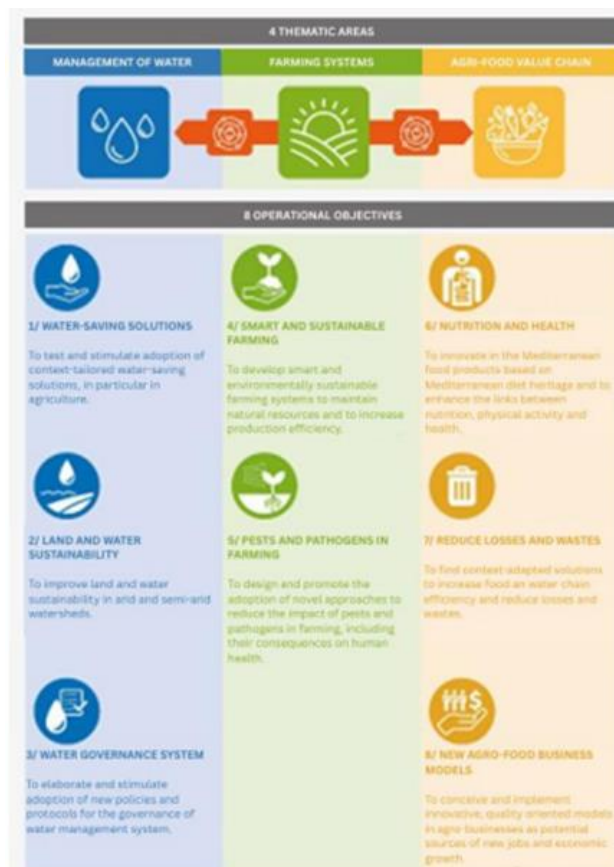 4 THEMATIC AREAS
MANAGEMENT OF WATER
FARMING SYSTEMS
AGRI-FOOD VALUE CHAIN
8 OPERATIONAL OBJECTIVES
1/ WATER-SAVING SOLUTIONS
To test and stimulate adoption of
context-tailored water-saving
solutions, in particular in
agriculture.
2/ LAND AND WATER
SUSTAINABILITY
To improve land and water
sustainability in arid and semi-arid
watersheds.
3/ WATER GOVERNANCE SYSTEM
To elaborate and stimulate
adoption of new policies and
protocols for the governance of
water management system.
4/ SMART AND SUSTAINABLE
FARMING
To develop smart and
environmentally sustainable
farming systems to maintain
natural resources and to increase
production efficiency.
5/ PESTS AND PATHOGENS IN
FARMING
To design and promote the
adoption of novel approaches to
reduce the impact of pests and
pathogens in farming, including
their consequences on human
health.
6/ NUTRITION AND HEALTH
To innovate in the Mediterranean
food products based on
Mediterranean diet heritage and to
enhance the links between
nutrition, physical activity and
health.
7/ REDUCE LOSSES AND WASTES
To find context-adapted solutions
to increase food an water chain
efficiency and reduce losses and
wastes.
$
8/ NEW AGRO-FOOD BUSINESS
MODELS
To conceive and implement
innovative, quality oriented models
in agro-businesses as potential
sources of new jobs and economic
growth.